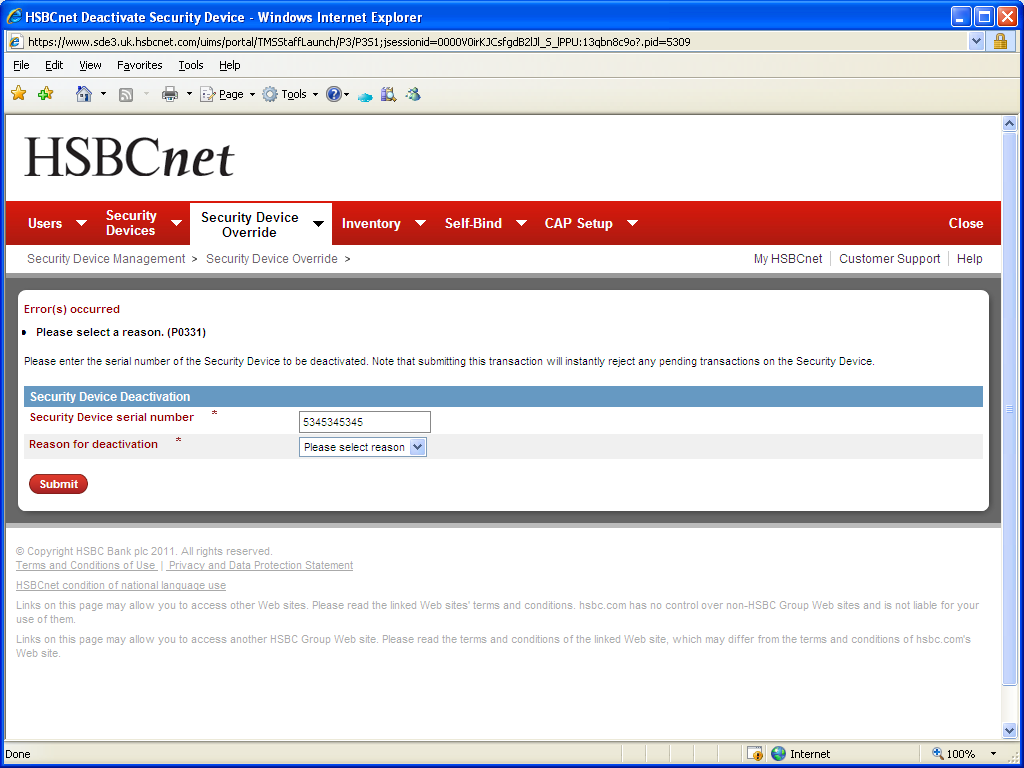 HSBCnet Deactivate Security Device - Windows Internet Explorer
https://www.sde3.uk.hsbcnet.com/uims/portal/TMSStaffLaunch/P3/P3S1;jsessionid=0000V0irKJCsfgdB2lJl_S_lPPU:13qbn8c9o?.pid=5309
File Edit View Favorites Tools Help
Page Tools
HSBCnet
Users Security Devices Security Device Override Inventory Self-Bind CAP Setup Close
Security Device Management > Security Device Override > My HSBCnet | Customer Support | Help
Error(s) occurred
Please select a reason. (P0331)
Please enter the serial number of the Security Device to be deactivated. Note that submitting this transaction will instantly reject any pending transactions on the Security Device.
Security Device Deactivation
Security Device serial number * 5345345345
Reason for deactivation * Please select reason
Submit
© Copyright HSBC Bank plc 2011. All rights reserved.
Terms and Conditions of Use | Privacy and Data Protection Statement
HSBCnet condition of national language use
Links on this page may allow you to access other Web sites. Please read the linked Web sites' terms and conditions. hsbc.com has no control over non-HSBC Group Web sites and is not liable for your
use of them.
Links on this page may allow you to access another HSBC Group Web site. Please read the terms and conditions of the linked Web site, which may differ from the terms and conditions of hsbc.com's
Web site.
Done Internet 100%